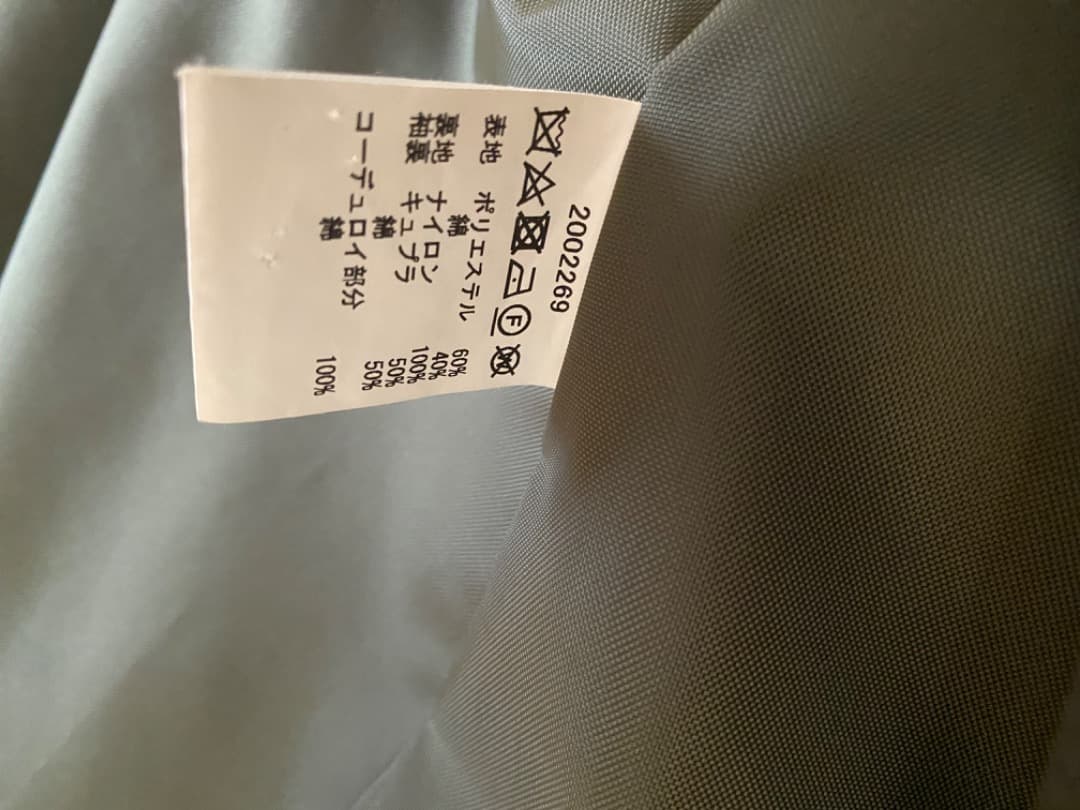 2002269
F W
表地 ポリエステル 60%
綿 40%
裏地 ナイロン 100%
袖裏 キュプラ 50%
綿 50%
コーデュロイ部分
綿 100%